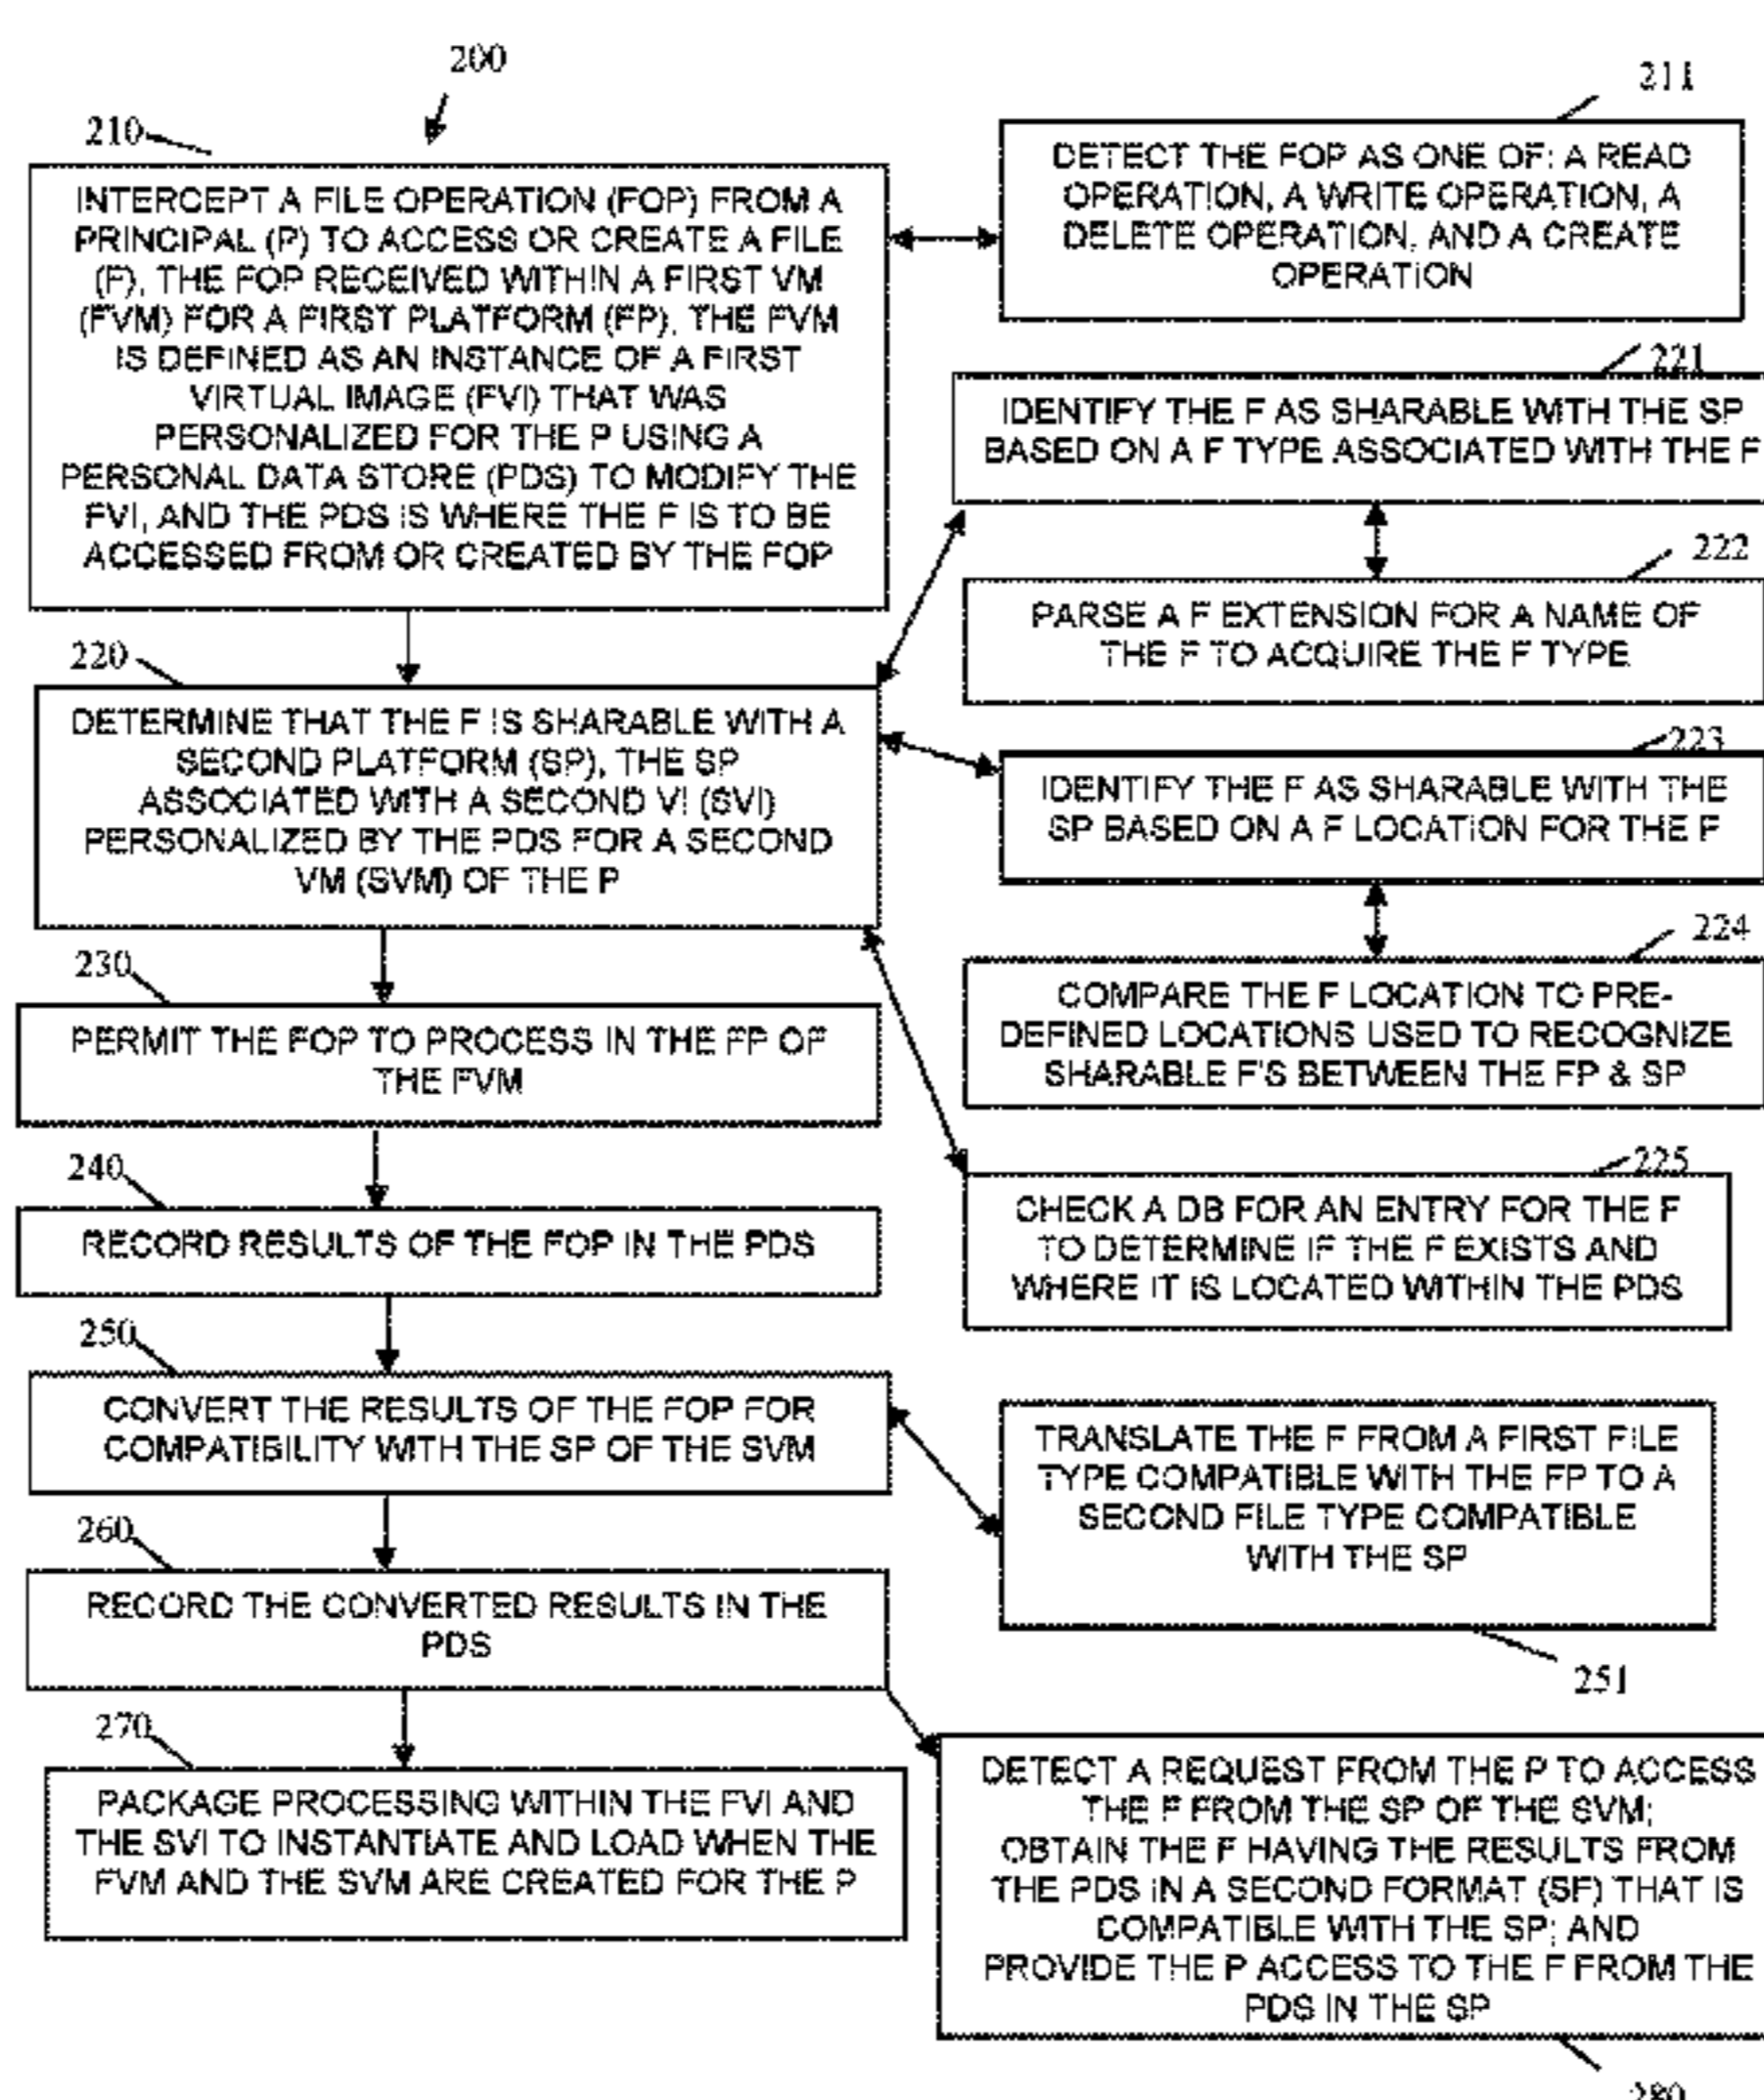 200
210
INTERCEPT A FILE OPERATION (FOP) FROM A
PRINCIPAL (P) TO ACCESS OR CREATE A FILE
(F), THE FOP RECEIVED WITHIN A FIRST VM
(FVM) FOR A FIRST PLATFORM (FP), THE FVM
IS DEFINED AS AN INSTANCE OF A FIRST
VIRTUAL IMAGE (FVI) THAT WAS
PERSONALIZED FOR THE P USING A
PERSONAL DATA STORE (PDS) TO MODIFY THE
FVI, AND THE PDS IS WHERE THE F IS TO BE
ACCESSED FROM OR CREATED BY THE FOP
211
DETECT THE FOP AS ONE OF: A READ
OPERATION, A WRITE OPERATION, A
DELETE OPERATION, AND A CREATE
OPERATION
220
DETERMINE THAT THE F IS SHARABLE WITH A
SECOND PLATFORM (SP), THE SP
ASSOCIATED WITH A SECOND VI (SVI)
PERSONALIZED BY THE PDS FOR A SECOND
VM (SVM) OF THE P
221
IDENTIFY THE F AS SHARABLE WITH THE SP
BASED ON A F TYPE ASSOCIATED WITH THE F
222
PARSE A F EXTENSION FOR A NAME OF
THE F TO ACQUIRE THE F TYPE
223
IDENTIFY THE F AS SHARABLE WITH THE
SP BASED ON A F LOCATION FOR THE F
224
COMPARE THE F LOCATION TO PRE-
DEFINED LOCATIONS USED TO RECOGNIZE
SHARABLE F'S BETWEEN THE FP & SP
225
CHECK A DB FOR AN ENTRY FOR THE F
TO DETERMINE IF THE F EXISTS AND
WHERE IT IS LOCATED WITHIN THE PDS
230
PERMIT THE FOP TO PROCESS IN THE FP OF
THE FVM
240
RECORD RESULTS OF THE FOP IN THE PDS
250
CONVERT THE RESULTS OF THE FOP FOR
COMPATIBILITY WITH THE SP OF THE SVM
TRANSLATE THE F FROM A FIRST FILE
TYPE COMPATIBLE WITH THE FP TO A
SECOND FILE TYPE COMPATIBLE
WITH THE SP
251
260
RECORD THE CONVERTED RESULTS IN THE
PDS
270
PACKAGE PROCESSING WITHIN THE FVI AND
THE SVI TO INSTANTIATE AND LOAD WHEN THE
FVM AND THE SVM ARE CREATED FOR THE P
DETECT A REQUEST FROM THE P TO ACCESS
THE F FROM THE SP OF THE SVM;
OBTAIN THE F HAVING THE RESULTS FROM
THE PDS IN A SECOND FORMAT (SF) THAT IS
COMPATIBLE WITH THE SP; AND
PROVIDE THE P ACCESS TO THE F FROM THE
PDS IN THE SP
280